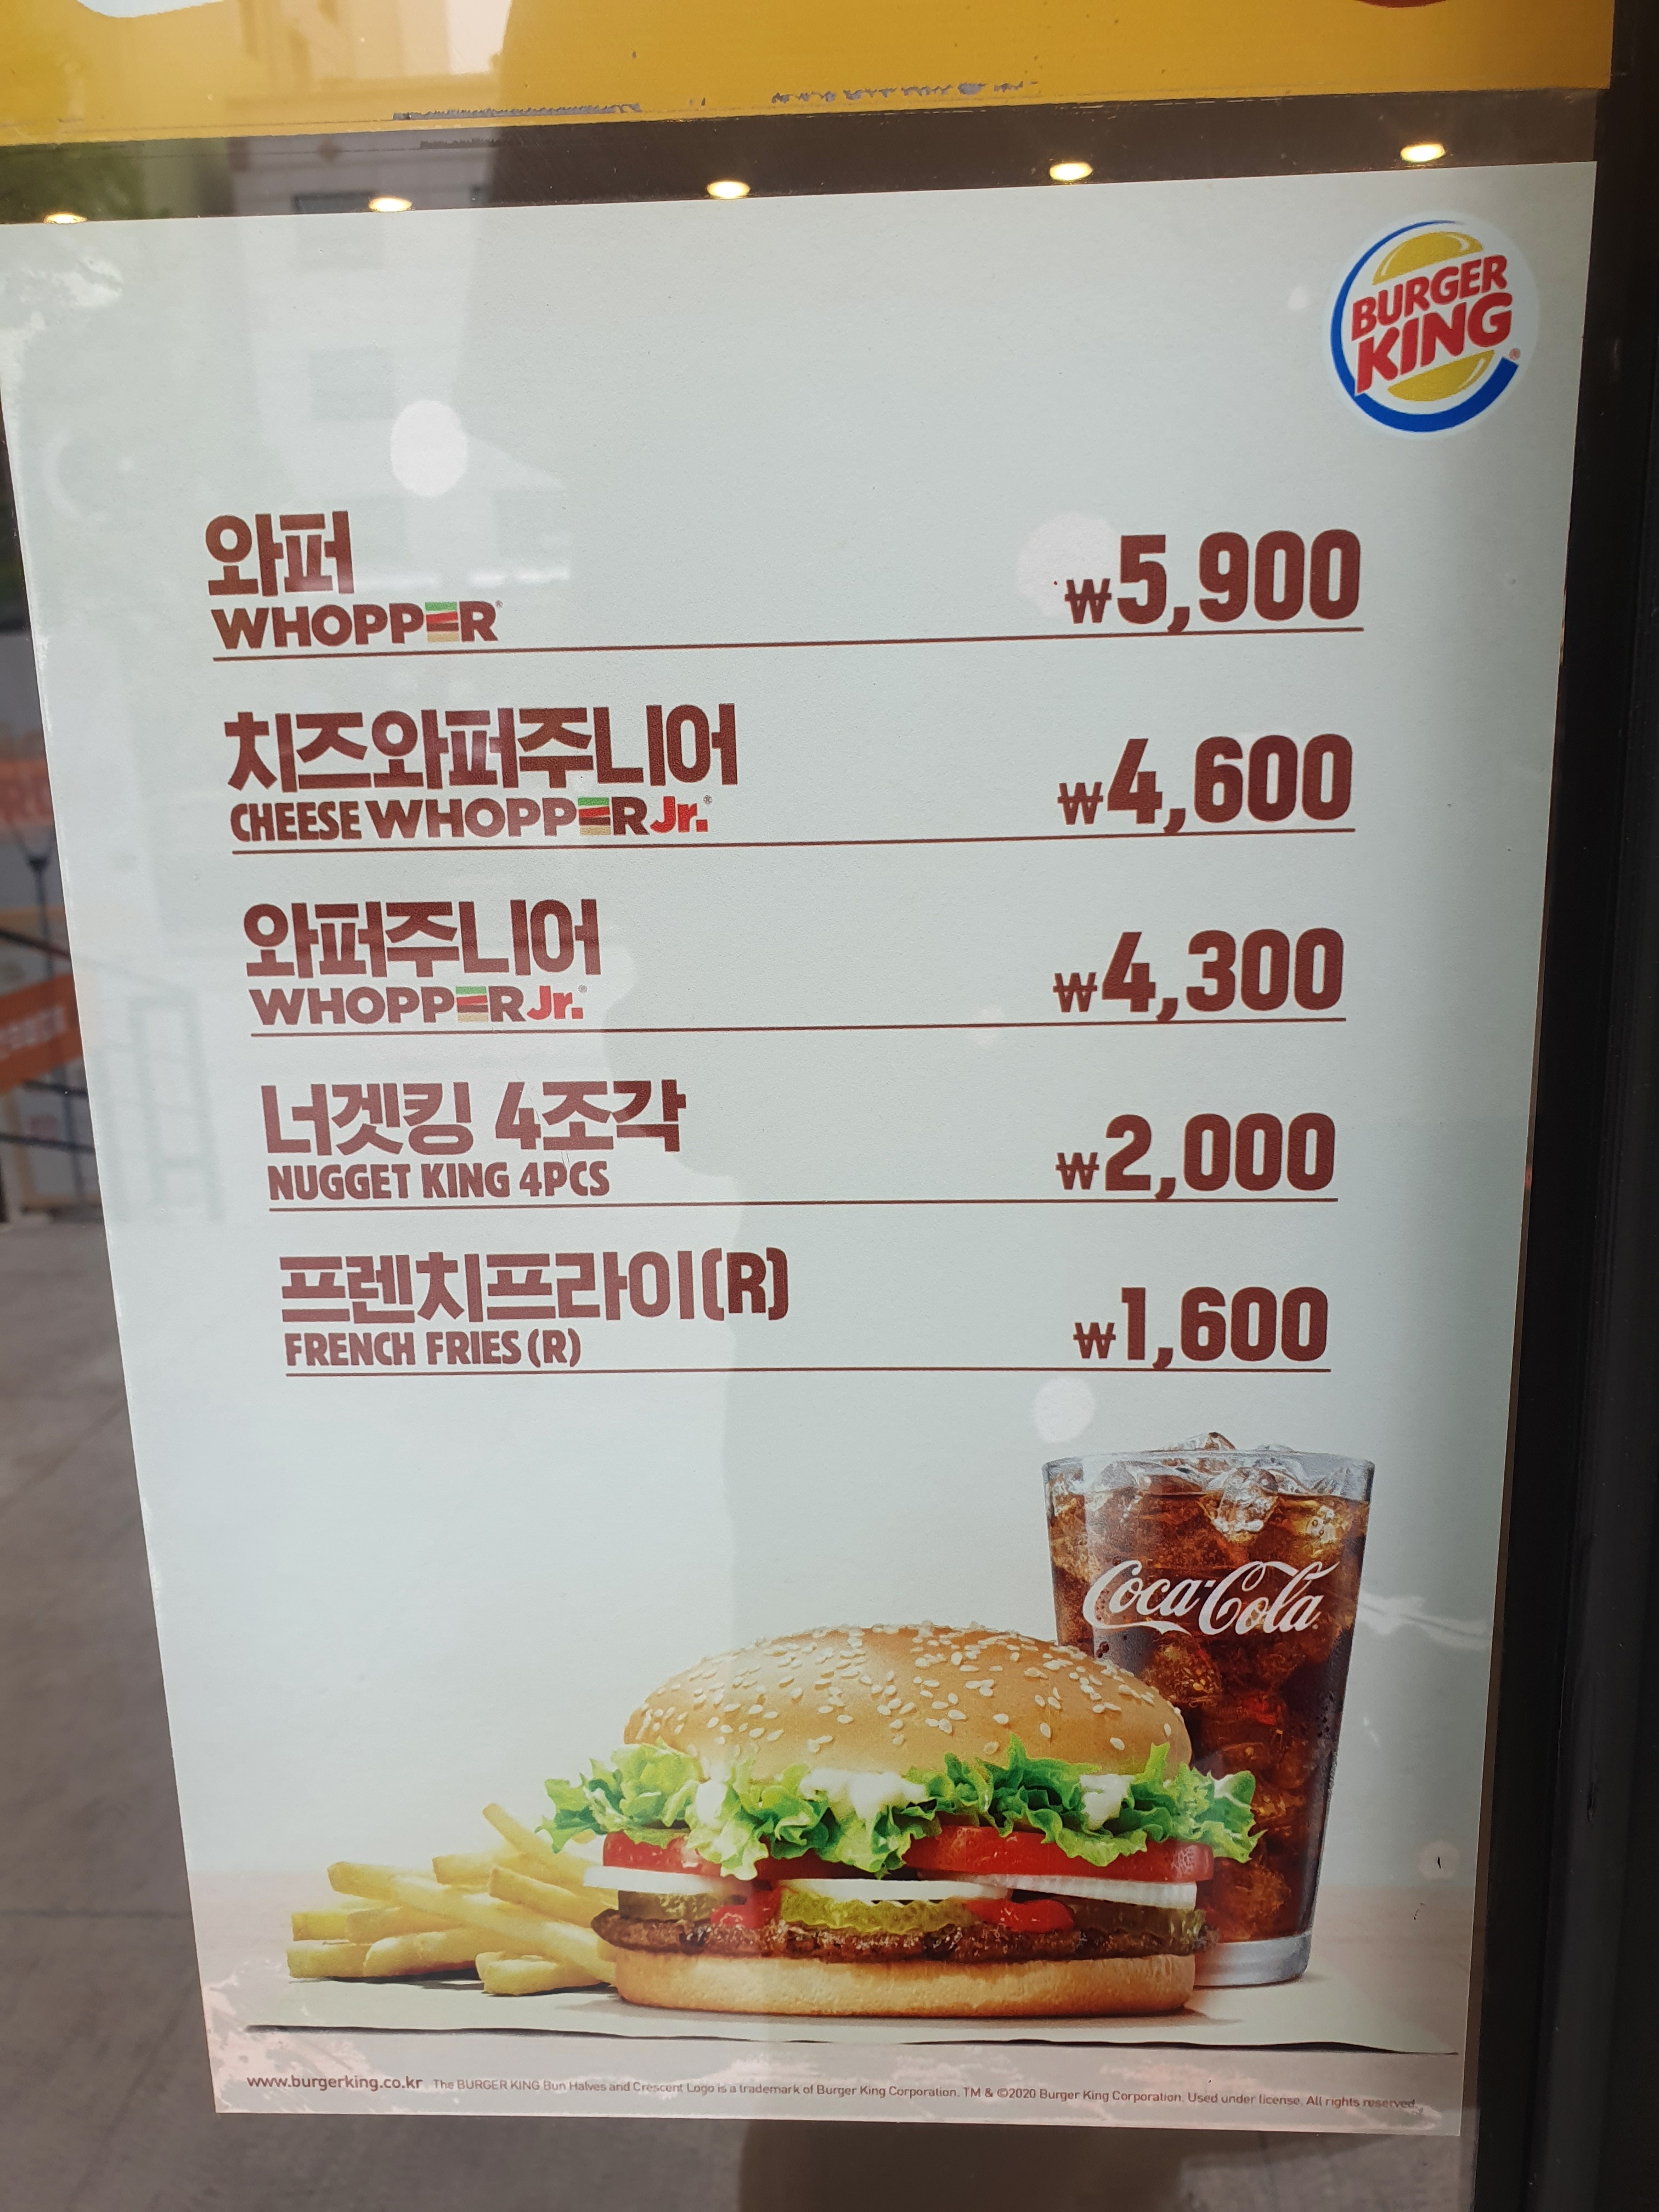 BURGER
KING
와퍼
WHOPPER
₩5,900
치즈와퍼주니어
CHEESE WHOPPER Jr.
₩4,600
와퍼주니어
WHOPPER Jr.
₩4,300
너겟킹 4조각
NUGGET KING 4PCS
₩2,000
프렌치프라이(R)
FRENCH FRIES (R)
₩1,600
Coca-Cola
www.burgerking.co.kr The BURGER KING Bun Halves and Crescent Logo is a trademark of Burger King Corporation. TM & ©2020 Burger King Corporation. Used under license. All rights reserved.